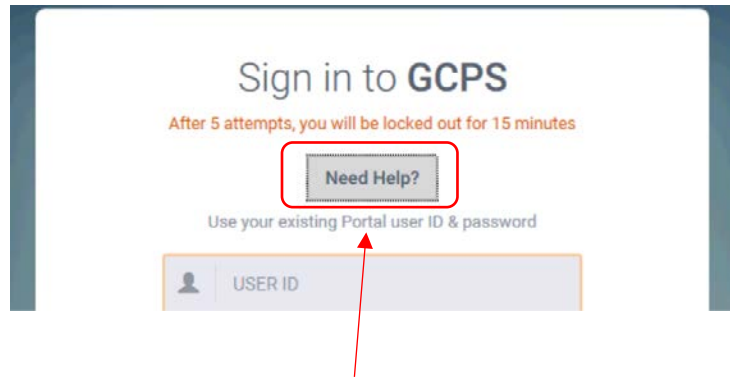 Sign in to GCPS
After 5 attempts, you will be locked out for 15 minutes
Need Help?
Use your existing Portal user ID & password
USER ID